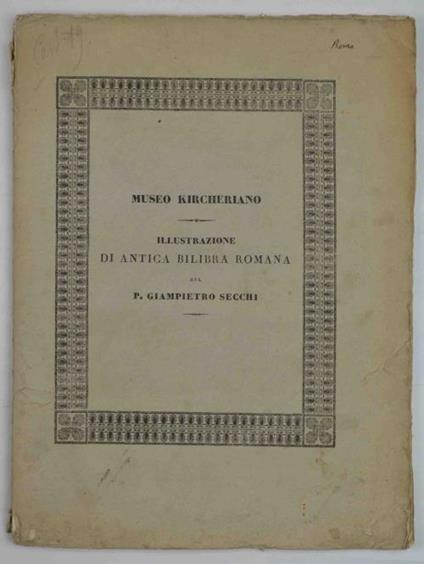 Roma
MUSEO KIRCHERIANO
ILLUSTRAZIONE
DI ANTICA BILIBRA ROMANA
DEL
P. GIAMPIETRO SECCHI